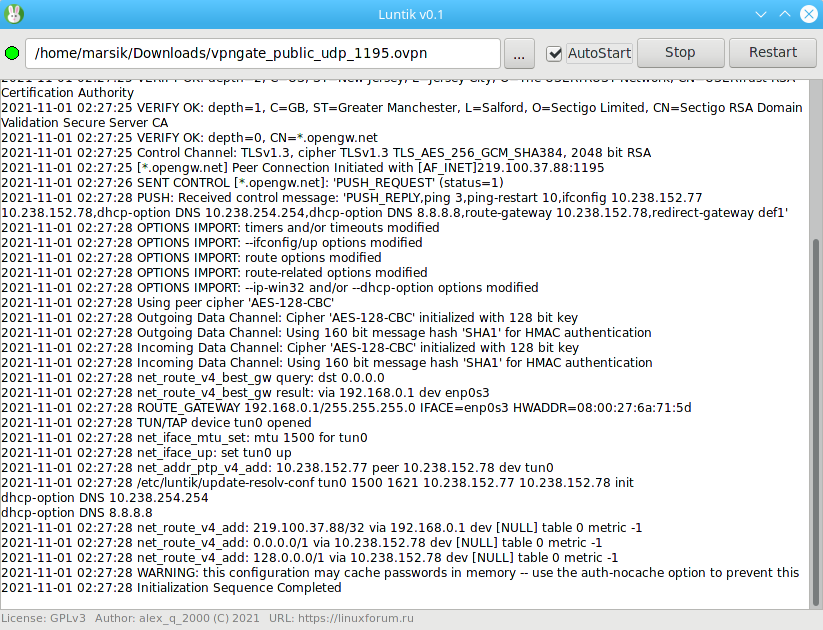 Luntik v0.1
/home/marsik/Downloads/vpngate_public_udp_1195.ovpn ... AutoStart Stop Restart
2021-11-01 02:27:25 VERIFY OK: depth=2, C=US, ST=New Jersey, L=Jersey City, O=The USERTRUST Network, CN=USERTrust RSA
Certification Authority
2021-11-01 02:27:25 VERIFY OK: depth=1, C=GB, ST=Greater Manchester, L=Salford, O=Sectigo Limited, CN=Sectigo RSA Domain
Validation Secure Server CA
2021-11-01 02:27:25 VERIFY OK: depth=0, CN=*.opengw.net
2021-11-01 02:27:25 Control Channel: TLSv1.3, cipher TLSv1.3 TLS_AES_256_GCM_SHA384, 2048 bit RSA
2021-11-01 02:27:25 [*.opengw.net] Peer Connection Initiated with [AF_INET]219.100.37.88:1195
2021-11-01 02:27:26 SENT CONTROL [*.opengw.net]: 'PUSH_REQUEST' (status=1)
2021-11-01 02:27:28 PUSH: Received control message: 'PUSH_REPLY,ping 3,ping-restart 10,ifconfig 10.238.152.77
10.238.152.78,dhcp-option DNS 10.238.254.254,dhcp-option DNS 8.8.8.8,route-gateway 10.238.152.78,redirect-gateway def1'
2021-11-01 02:27:28 OPTIONS IMPORT: timers and/or timeouts modified
2021-11-01 02:27:28 OPTIONS IMPORT: --ifconfig/up options modified
2021-11-01 02:27:28 OPTIONS IMPORT: route options modified
2021-11-01 02:27:28 OPTIONS IMPORT: route-related options modified
2021-11-01 02:27:28 OPTIONS IMPORT: --ip-win32 and/or --dhcp-option options modified
2021-11-01 02:27:28 Using peer cipher 'AES-128-CBC'
2021-11-01 02:27:28 Outgoing Data Channel: Cipher 'AES-128-CBC' initialized with 128 bit key
2021-11-01 02:27:28 Outgoing Data Channel: Using 160 bit message hash 'SHA1' for HMAC authentication
2021-11-01 02:27:28 Incoming Data Channel: Cipher 'AES-128-CBC' initialized with 128 bit key
2021-11-01 02:27:28 Incoming Data Channel: Using 160 bit message hash 'SHA1' for HMAC authentication
2021-11-01 02:27:28 net_route_v4_best_gw query: dst 0.0.0.0
2021-11-01 02:27:28 net_route_v4_best_gw result: via 192.168.0.1 dev enp0s3
2021-11-01 02:27:28 ROUTE_GATEWAY 192.168.0.1/255.255.255.0 IFACE=enp0s3 HWADDR=08:00:27:6a:71:5d
2021-11-01 02:27:28 TUN/TAP device tun0 opened
2021-11-01 02:27:28 net_iface_mtu_set: mtu 1500 for tun0
2021-11-01 02:27:28 net_iface_up: set tun0 up
2021-11-01 02:27:28 net_addr_ptp_v4_add: 10.238.152.77 peer 10.238.152.78 dev tun0
2021-11-01 02:27:28 /etc/luntik/update-resolv-conf tun0 1500 1621 10.238.152.77 10.238.152.78 init
dhcp-option DNS 10.238.254.254
dhcp-option DNS 8.8.8.8
2021-11-01 02:27:28 net_route_v4_add: 219.100.37.88/32 via 192.168.0.1 dev [NULL] table 0 metric -1
2021-11-01 02:27:28 net_route_v4_add: 0.0.0.0/1 via 10.238.152.78 dev [NULL] table 0 metric -1
2021-11-01 02:27:28 net_route_v4_add: 128.0.0.0/1 via 10.238.152.78 dev [NULL] table 0 metric -1
2021-11-01 02:27:28 WARNING: this configuration may cache passwords in memory -- use the auth-nocache option to prevent this
2021-11-01 02:27:28 Initialization Sequence Completed
License: GPLv3 Author: alex_q_2000 (C) 2021 URL: https://linuxforum.ru